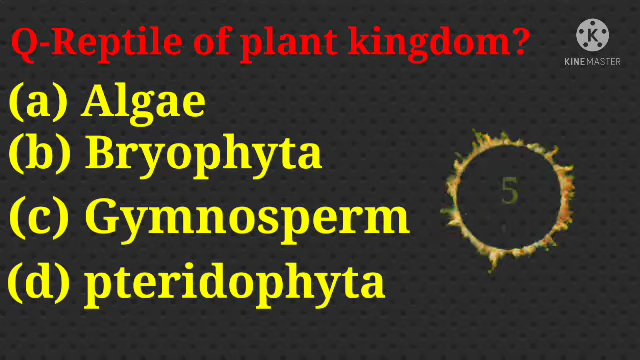 Q-Reptile of plant kingdom?
KINEMASTER
(a) Algae
(b) Bryophyta
(c) Gymnosperm
(d) pteridophyta
5